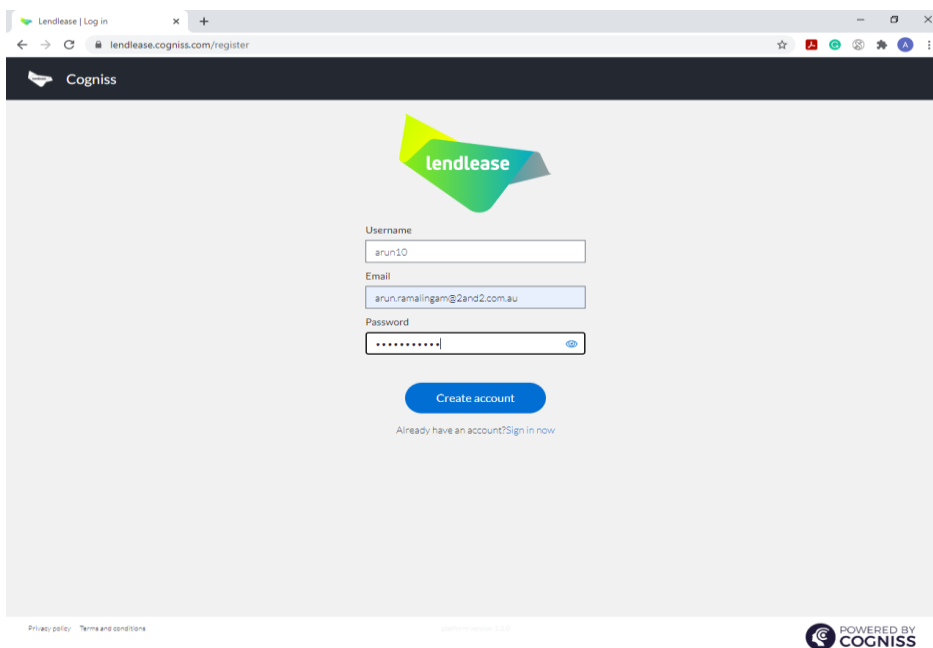 Lendlease | Log in
lendlease.cogniss.com/register
A
Cogniss
lendlease
Username
arun10
Email
arun.ramalingam@2and2.com.au
Password
•••••••••••
Create account
Already have an account?Sign in now
Privacy policy Terms and conditions
POWERED BY
COGNISS